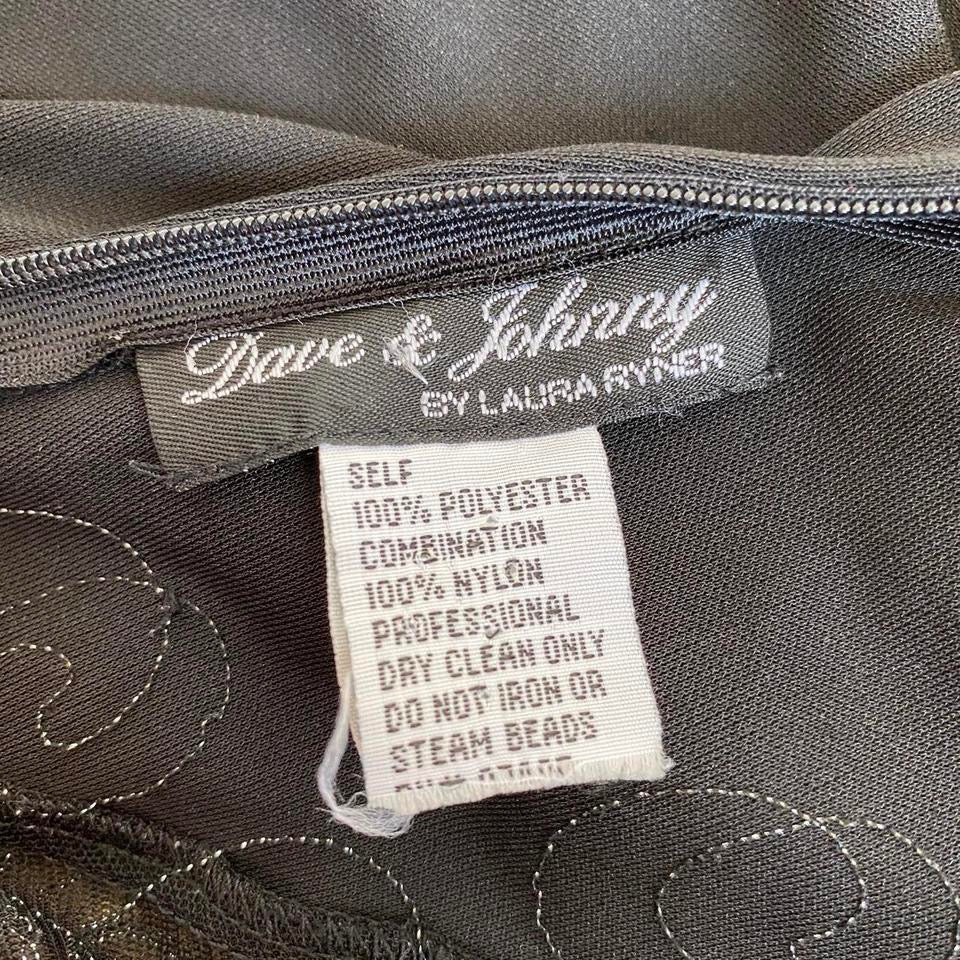 Dave & Johnny
BY LAURA RYNER
SELF
100% POLYESTER
COMBINATION
100% NYLON
PROFESSIONAL
DRY CLEAN ONLY
DO NOT IRON OR
STEAM BEADS